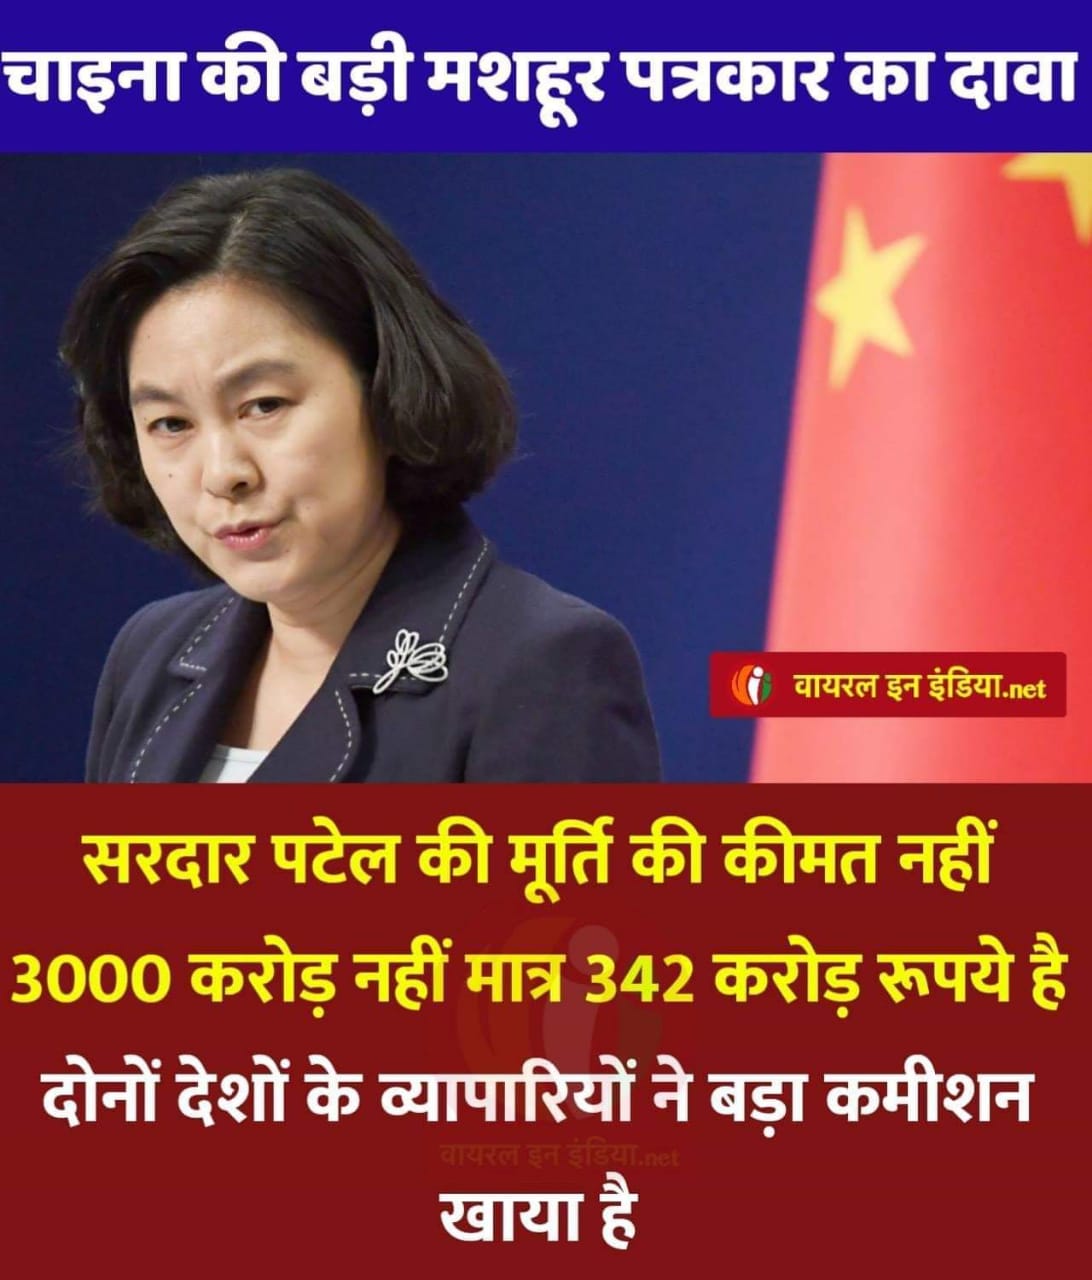 चाइना की बड़ी मशहूर पत्रकार का दावा
वायरल इन इंडिया.net
सरदार पटेल की मूर्ति की कीमत नहीं
3000 करोड़ नहीं मात्र 342 करोड़ रूपये है
दोनों देशों के व्यापारियों ने बड़ा कमीशन
वायरल इन इंडिया.net
खाया है